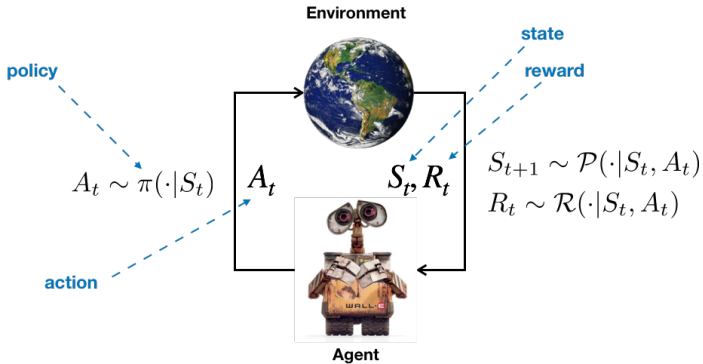 Environment
state
policy
reward
A_t ∼ π(·|S_t)
A_t
S_t, R_t
S_{t+1} ∼ 𝒫(·|S_t, A_t)
R_t ∼ ℛ(·|S_t, A_t)
action
WALL·E
Agent